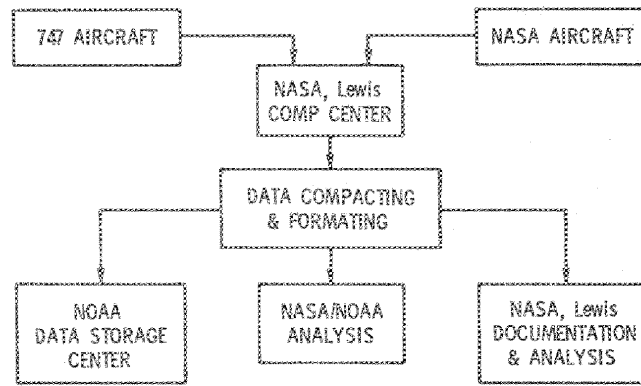 747 AIRCRAFT
NASA AIRCRAFT
NASA, Lewis
COMP CENTER
DATA COMPACTING
& FORMATING
NOAA
DATA STORAGE
CENTER
NASA/NOAA
ANALYSIS
NASA, Lewis
DOCUMENTATION
& ANALYSIS